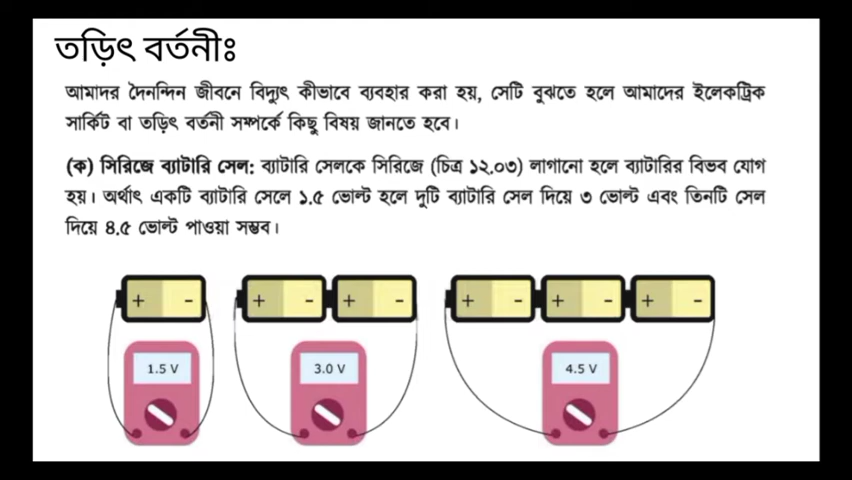 তড়িৎ বর্তনীঃ
আমাদর দৈনন্দিন জীবনে বিদ্যুৎ কীভাবে ব্যবহার করা হয়, সেটি বুঝতে হলে আমাদের ইলেকট্রিক
সার্কিট বা তড়িৎ বর্তনী সম্পর্কে কিছু বিষয় জানতে হবে।
(ক) সিরিজে ব্যাটারি সেল: ব্যাটারি সেলকে সিরিজে (চিত্র ১২.০৩) লাগানো হলে ব্যাটারির বিভব যোগ
হয়। অর্থাৎ একটি ব্যাটারি সেলে ১.৫ ভোল্ট হলে দুটি ব্যাটারি সেল দিয়ে ৩ ভোল্ট এবং তিনটি সেল
দিয়ে ৪.৫ ভোল্ট পাওয়া সম্ভব।
+ - + - + - + - + - + -
1.5 V 3.0 V 4.5 V